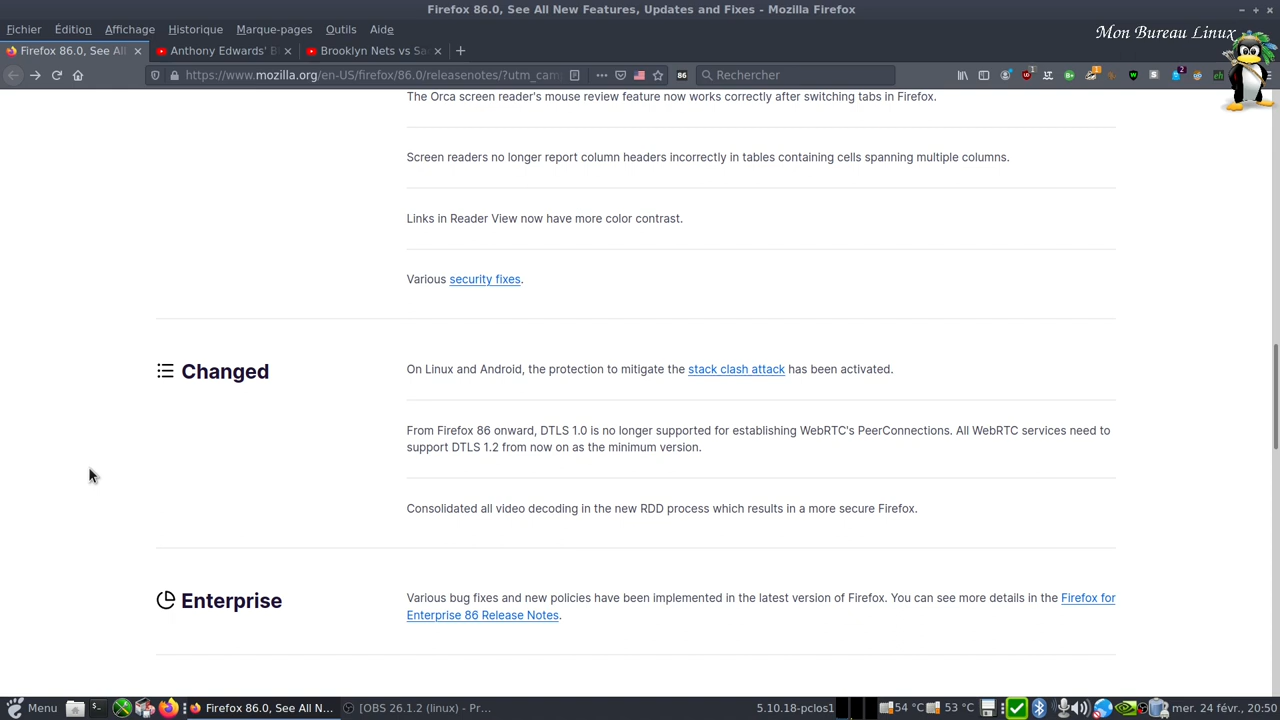 Firefox 86.0, See All New Features, Updates and Fixes - Mozilla Firefox
Fichier Édition Affichage Historique Marque-pages Outils Aide
Mon Bureau Linux
Firefox 86.0, See All
Anthony Edwards' B
Brooklyn Nets vs Sa
https://www.mozilla.org/en-US/firefox/86.0/releasenotes/?utm_cam
86
Rechercher
The Orca screen reader's mouse review feature now works correctly after switching tabs in Firefox.
Screen readers no longer report column headers incorrectly in tables containing cells spanning multiple columns.
Links in Reader View now have more color contrast.
Various security fixes.
Changed
On Linux and Android, the protection to mitigate the stack clash attack has been activated.
From Firefox 86 onward, DTLS 1.0 is no longer supported for establishing WebRTC's PeerConnections. All WebRTC services need to
support DTLS 1.2 from now on as the minimum version.
Consolidated all video decoding in the new RDD process which results in a more secure Firefox.
Enterprise
Various bug fixes and new policies have been implemented in the latest version of Firefox. You can see more details in the Firefox for
Enterprise 86 Release Notes.
Menu
Firefox 86.0, See All N...
[OBS 26.1.2 (linux) - Pr...
5.10.18-pclos1
54 °C
53 °C
mer. 24 févr., 20:50